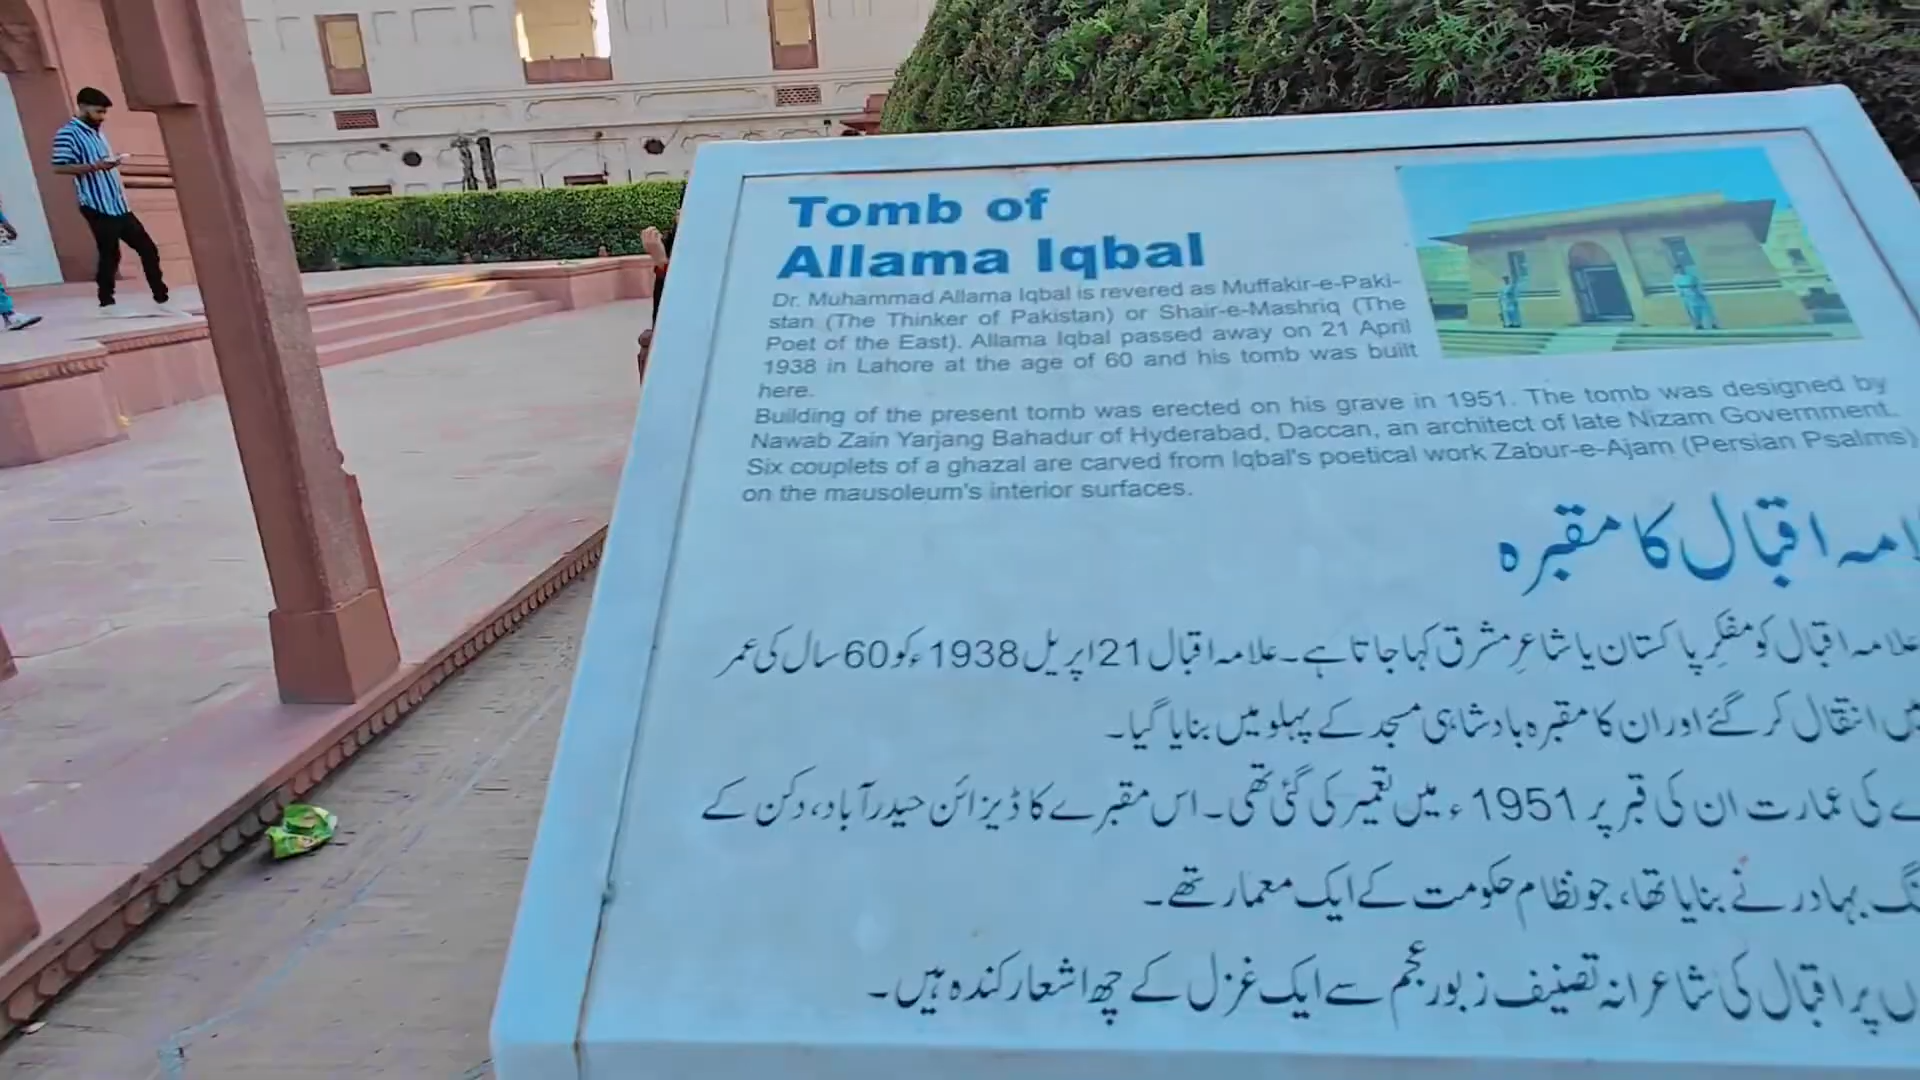 Tomb of
Allama Iqbal
Dr. Muhammad Allama Iqbal is revered as Muffakir-e-Paki-
stan (The Thinker of Pakistan) or Shair-e-Mashriq (The
Poet of the East). Allama Iqbal passed away on 21 April
1938 in Lahore at the age of 60 and his tomb was built
here.
Building of the present tomb was erected on his grave in 1951. The tomb was designed by
Nawab Zain Yarjang Bahadur of Hyderabad, Daccan, an architect of late Nizam Government.
Six couplets of a ghazal are carved from Iqbal's poetical work Zabur-e-Ajam (Persian Psalms)
on the mausoleum's interior surfaces.
اقبال کا مقبرہ
علامہ اقبال کو مفکرِ پاکستان یا شاعرِ مشرق کہا جاتا ہے۔ علامہ اقبال 21 اپریل 1938ء کو 60 سال کی عمر
انتقال کر گئے اور ان کا مقبرہ بادشاہی مسجد کے پہلو میں بنایا گیا۔
کی عمارت ان کی قبر پر 1951ء میں تعمیر کی گئی تھی۔ اس مقبرے کا ڈیزائن حیدرآباد، دکن کے
بہادر نے بنایا تھا، جو نظام حکومت کے ایک معمار تھے۔
پر اقبال کی شاعرانہ تصنیف زبور عجم سے ایک غزل کے چھ اشعار کندہ ہیں۔